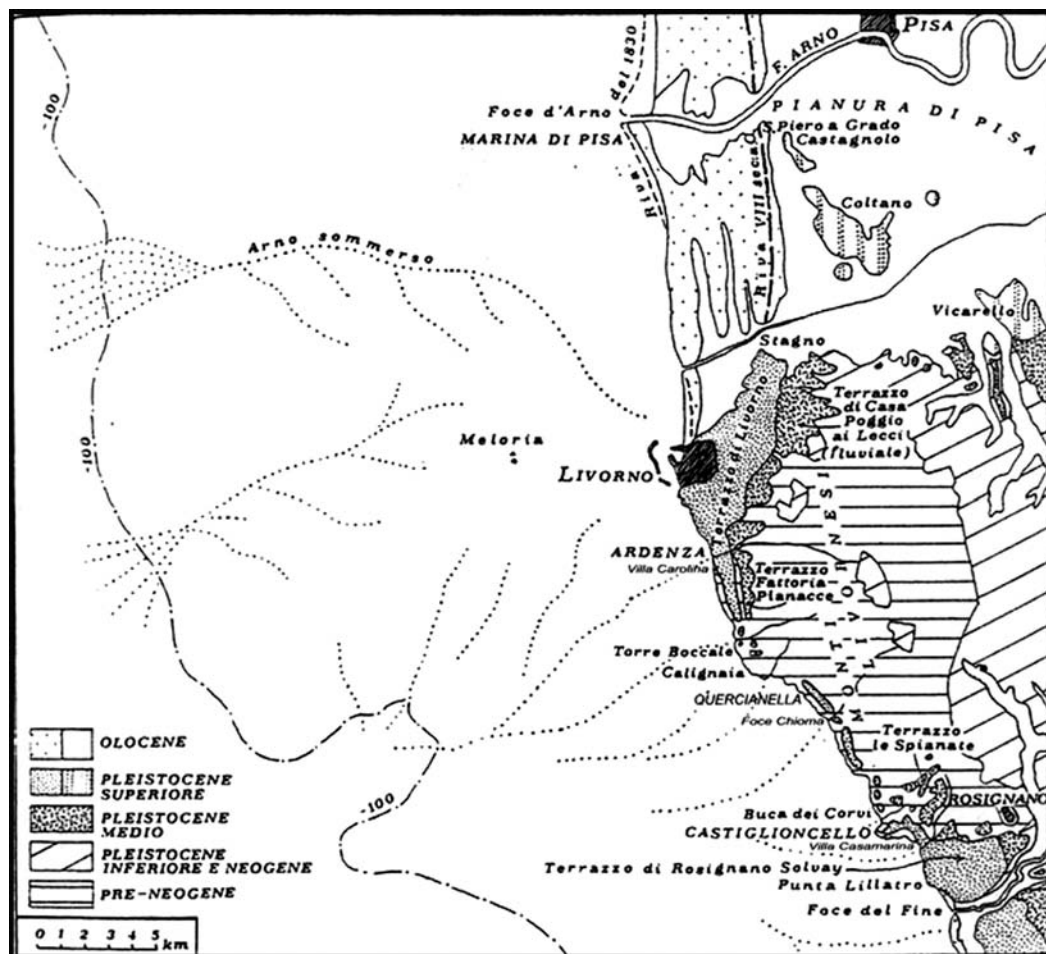 PISA
F. ARNO
Riva del 1830
Foce d'Arno
MARINA DI PISA
PIANURA DI PISA
S. Piero a Grado
Castagnolo
Riva VIII sec. a.
Coltano
-100
Arno sommerso
Vicarello
Stagno
Terrazzo
di Casa
Poggio
ai Lecci
(fluviale)
Terrazzo di Livorno
Meloria
LIVORNO
-100
MONTI LIVORNESI
ARDENZA
Villa Carolina
Terrazzo
Fattoria-
Pianacce
Torre Boccale
Calignaia
QUERCIANELLA
Foce Chioma
Terrazzo
le Spianate
-100
ROSIGNANO
Buca dei Corvi
CASTIGLIONCELLO
Villa Casamarina
Terrazzo di Rosignano Solvay
Punta Lillatro
Foce del Fine
OLOCENE
PLEISTOCENE
SUPERIORE
PLEISTOCENE
MEDIO
PLEISTOCENE
INFERIORE E NEOGENE
PRE-NEOGENE
0 1 2 3 4 5
km